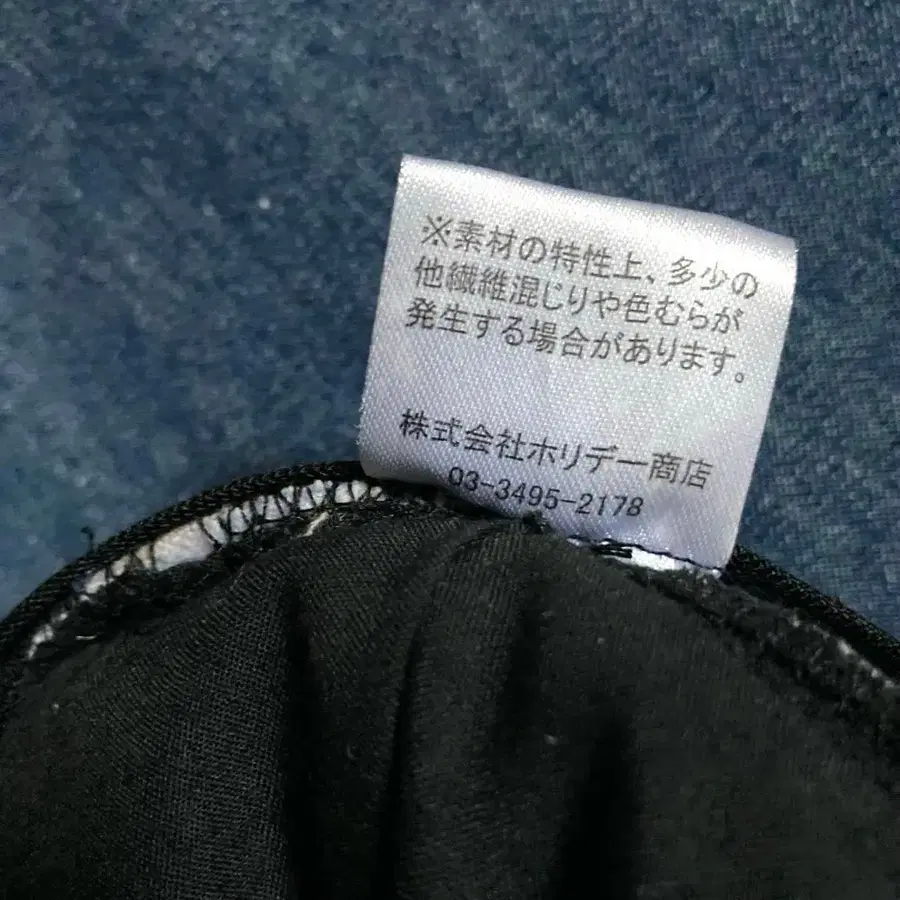 ※素材の特性上、多少の
他繊維混じりや色むらが
発生する場合があります。
株式会社ホリデー商店
03-3495-2178